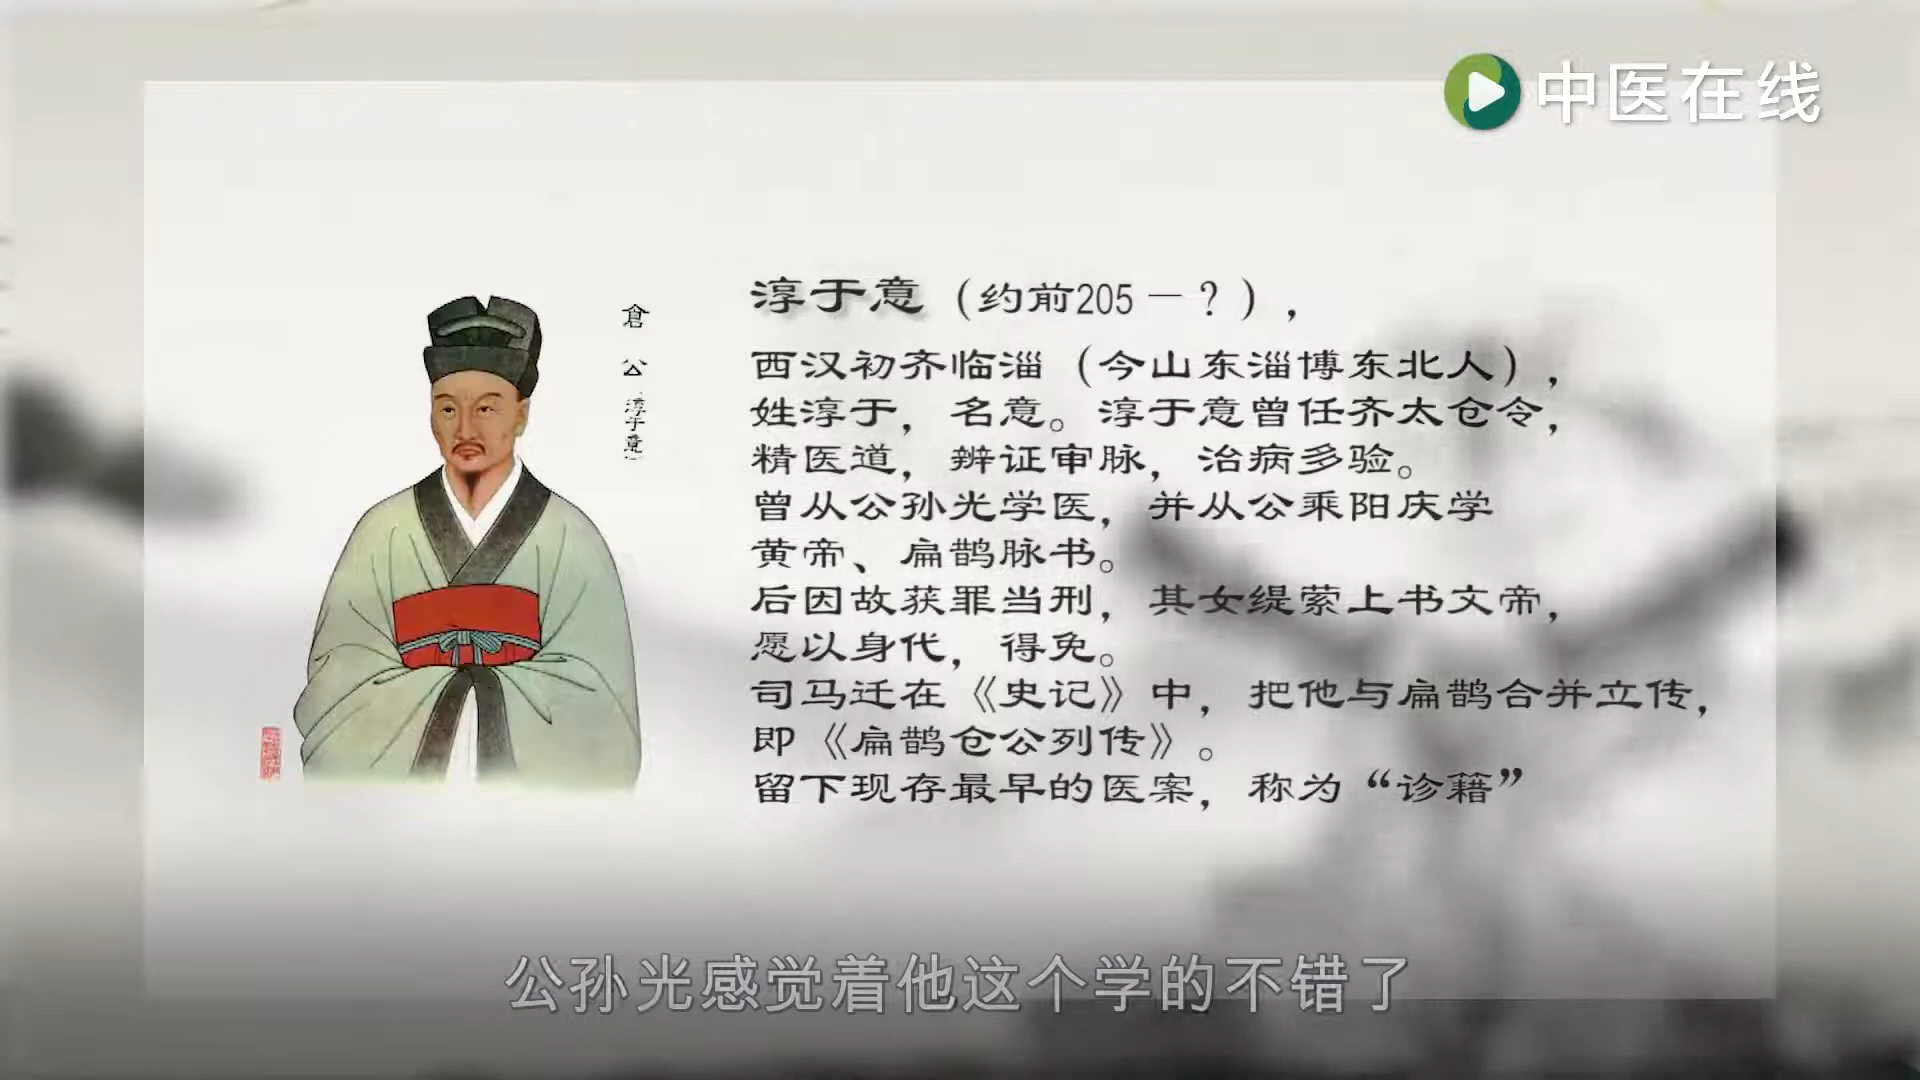 中医在线
倉公(淳于意)
淳于意（约前205－？），
西汉初齐临淄（今山东淄博东北人），
姓淳于，名意。淳于意曾任齐太仓令，
精医道，辨证审脉，治病多验。
曾从公孙光学医，并从公乘阳庆学
黄帝、扁鹊脉书。
后因故获罪当刑，其女缇萦上书文帝，
愿以身代，得免。
司马迁在《史记》中，把他与扁鹊合并立传，
即《扁鹊仓公列传》。
留下现存最早的医案，称为“诊籍”
公孙光感觉着他这个学的不错了